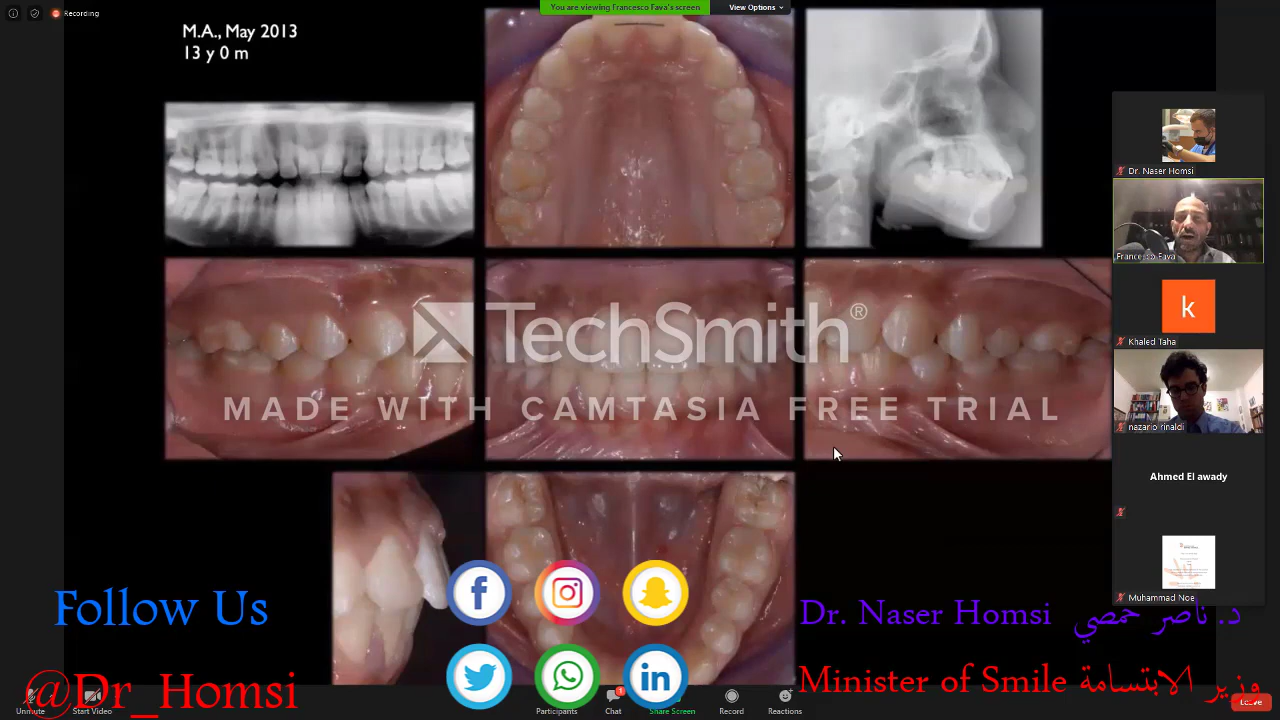 Recording
You are viewing Francesco Fava's screen
View Options
M.A., May 2013
13 y 0 m
Dr. Naser Homsi
Francesco Fava
k
Khaled Taha
nazario rinaldi
Ahmed El awady
Muhammad Noe
TechSmith®
MADE WITH CAMTASIA FREE TRIAL
Follow Us
@Dr_Homsi
Dr. Naser Homsi د. ناصر حمصي
Minister of Smile وزير الابتسامة
Unmute
Start Video
Participants
Chat
1
Share Screen
Record
Reactions
Leave